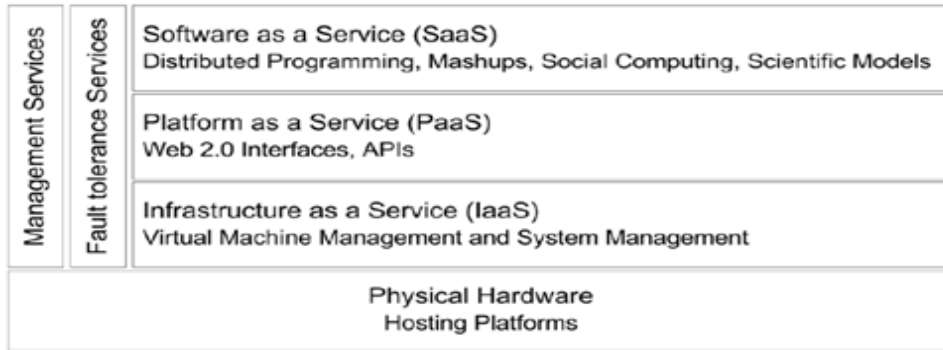 Management Services
Fault tolerance Services
Software as a Service (SaaS)
Distributed Programming, Mashups, Social Computing, Scientific Models
Platform as a Service (PaaS)
Web 2.0 Interfaces, APIs
Infrastructure as a Service (IaaS)
Virtual Machine Management and System Management
Physical Hardware
Hosting Platforms